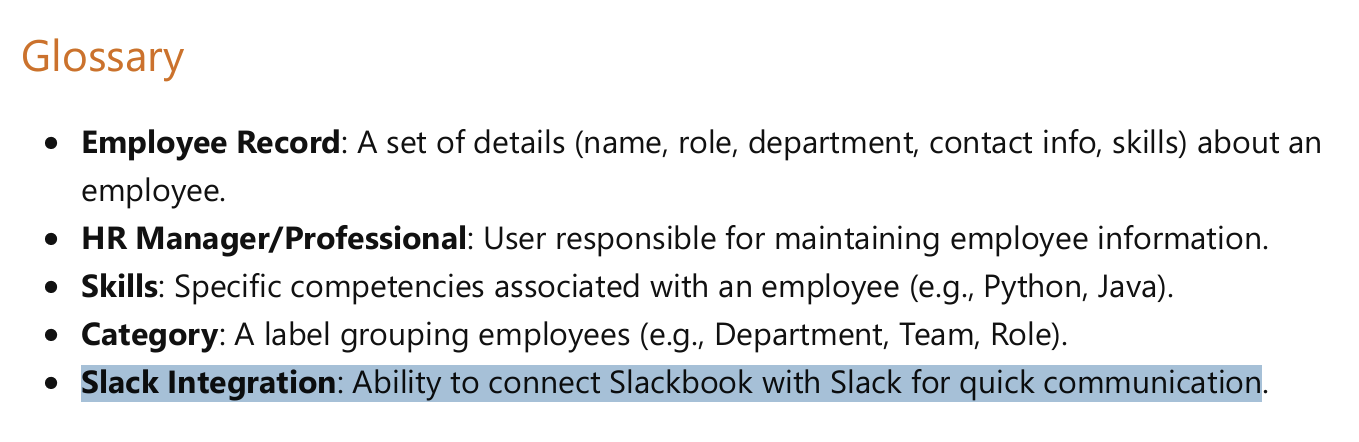 Glossary
• Employee Record: A set of details (name, role, department, contact info, skills) about an
employee.
• HR Manager/Professional: User responsible for maintaining employee information.
• Skills: Specific competencies associated with an employee (e.g., Python, Java).
• Category: A label grouping employees (e.g., Department, Team, Role).
• Slack Integration: Ability to connect Slackbook with Slack for quick communication.